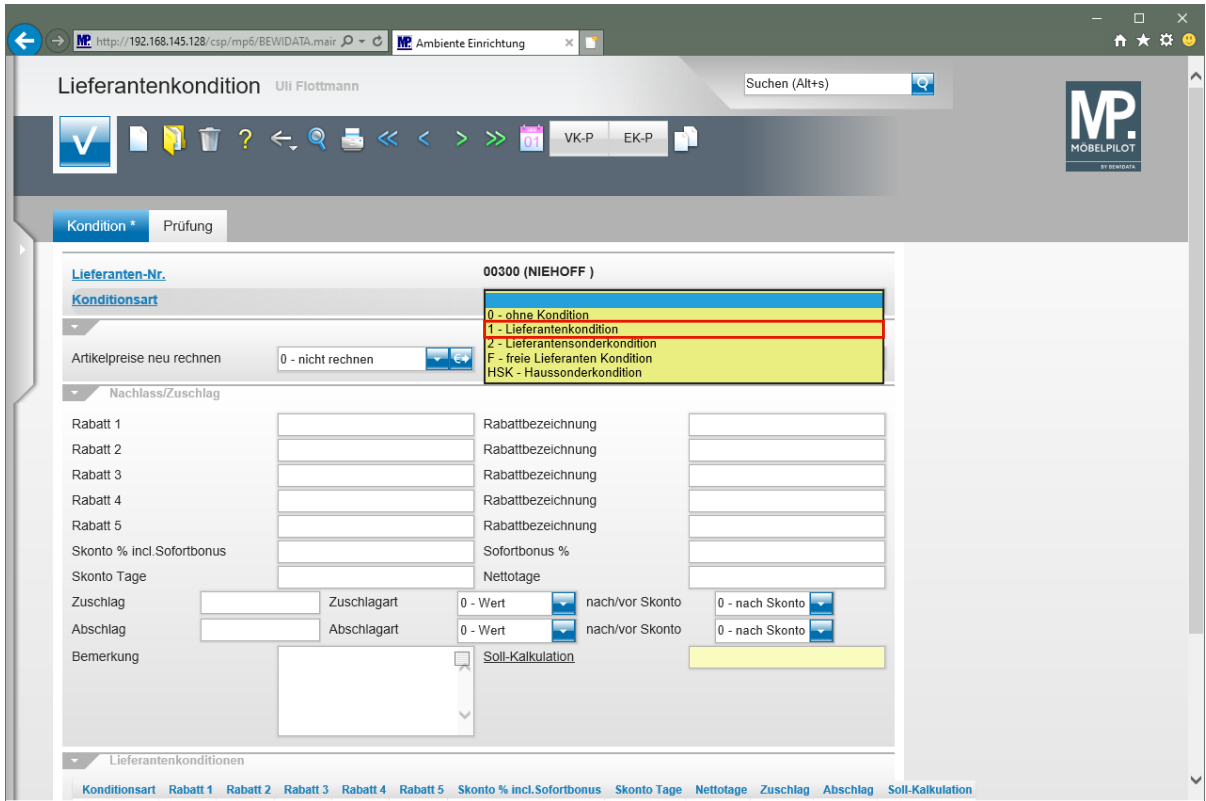 http://192.168.145.128/csp/mp6/BEWIDATA.mair
MP. Ambiente Einrichtung
Lieferantenkondition Uli Flottmann
Suchen (Alt+s)
01 VK-P EK-P
MP.
MÖBELPILOT
BY BEWIDATA
Kondition * Prüfung
Lieferanten-Nr. 00300 (NIEHOFF )
Konditionsart
0 - ohne Kondition
1 - Lieferantenkondition
2 - Lieferantensonderkondition
F - freie Lieferanten Kondition
HSK - Haussonderkondition
Artikelpreise neu rechnen 0 - nicht rechnen
Nachlass/Zuschlag
Rabatt 1 Rabattbezeichnung
Rabatt 2 Rabattbezeichnung
Rabatt 3 Rabattbezeichnung
Rabatt 4 Rabattbezeichnung
Rabatt 5 Rabattbezeichnung
Skonto % incl.Sofortbonus Sofortbonus %
Skonto Tage Nettotage
Zuschlag Zuschlagart 0 - Wert nach/vor Skonto 0 - nach Skonto
Abschlag Abschlagart 0 - Wert nach/vor Skonto 0 - nach Skonto
Bemerkung Soll-Kalkulation
Lieferantenkonditionen
Konditionsart Rabatt 1 Rabatt 2 Rabatt 3 Rabatt 4 Rabatt 5 Skonto % incl.Sofortbonus Skonto Tage Nettotage Zuschlag Abschlag Soll-Kalkulation